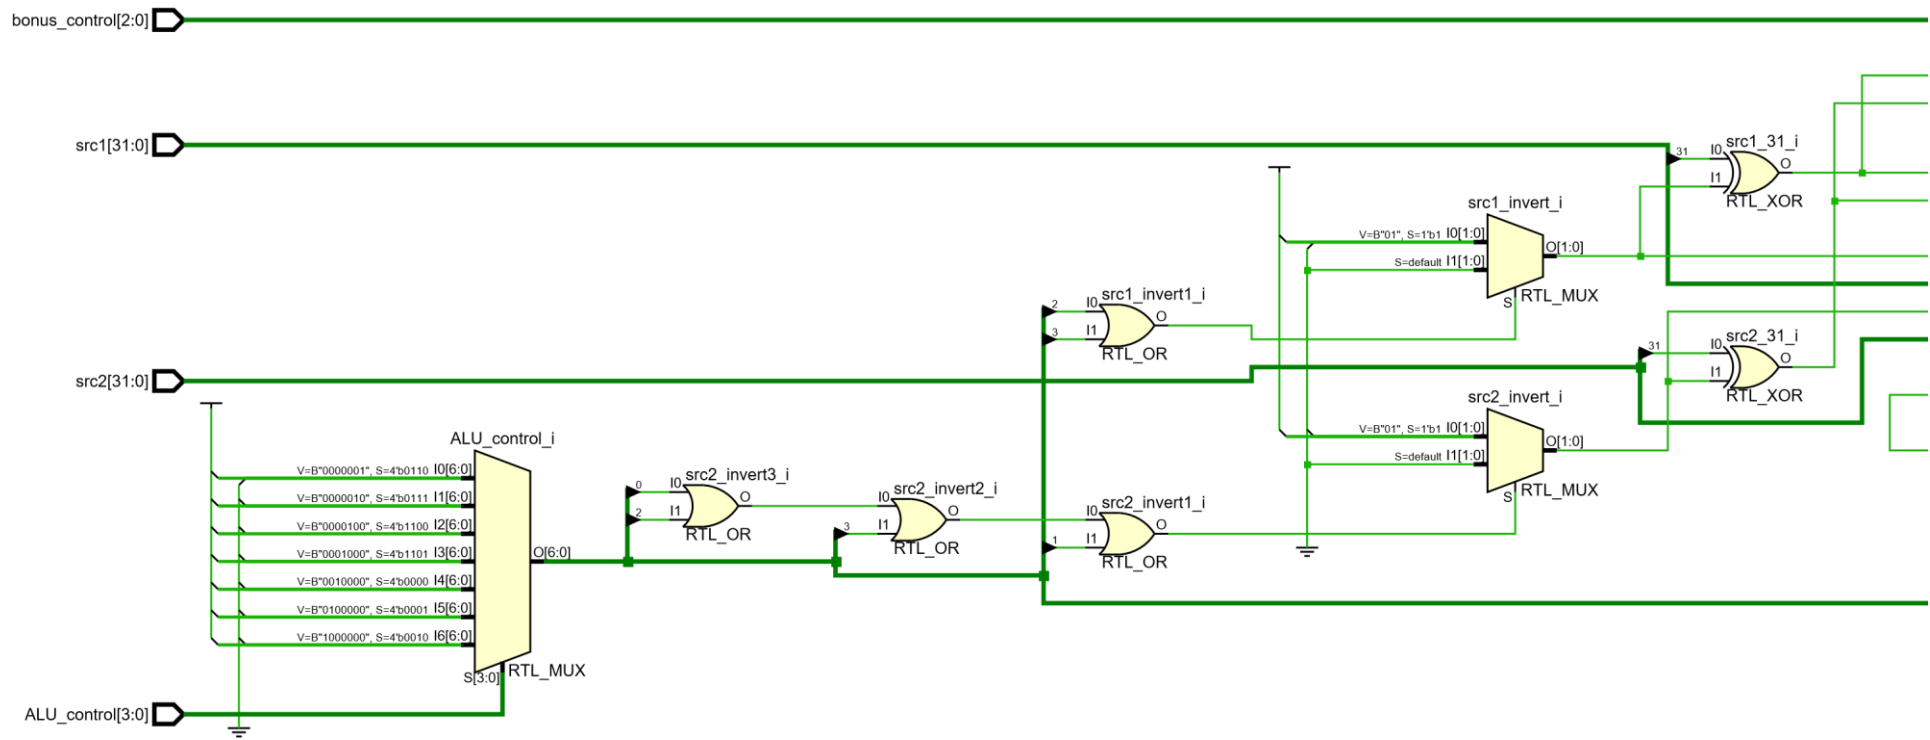 bonus_control[2:0]
src1[31:0]
31
I0
I1
src1_31_i
O
RTL_XOR
src1_invert_i
V=B"01", S=1'b1 I0[1:0]
S=default I1[1:0]
O[1:0]
S
RTL_MUX
2
3
I0
I1
src1_invert1_i
O
RTL_OR
src2[31:0]
31
I0
I1
src2_31_i
O
RTL_XOR
src2_invert_i
V=B"01", S=1'b1 I0[1:0]
S=default I1[1:0]
O[1:0]
S
RTL_MUX
ALU_control_i
V=B"0000001", S=4'b0110 I0[6:0]
V=B"0000010", S=4'b0111 I1[6:0]
V=B"0000100", S=4'b1100 I2[6:0]
V=B"0001000", S=4'b1101 I3[6:0]
V=B"0010000", S=4'b0000 I4[6:0]
V=B"0100000", S=4'b0001 I5[6:0]
V=B"1000000", S=4'b0010 I6[6:0]
O[6:0]
S[3:0]
RTL_MUX
0
2
I0
I1
src2_invert3_i
O
RTL_OR
3
I0
I1
src2_invert2_i
O
RTL_OR
1
I0
I1
src2_invert1_i
O
RTL_OR
ALU_control[3:0]